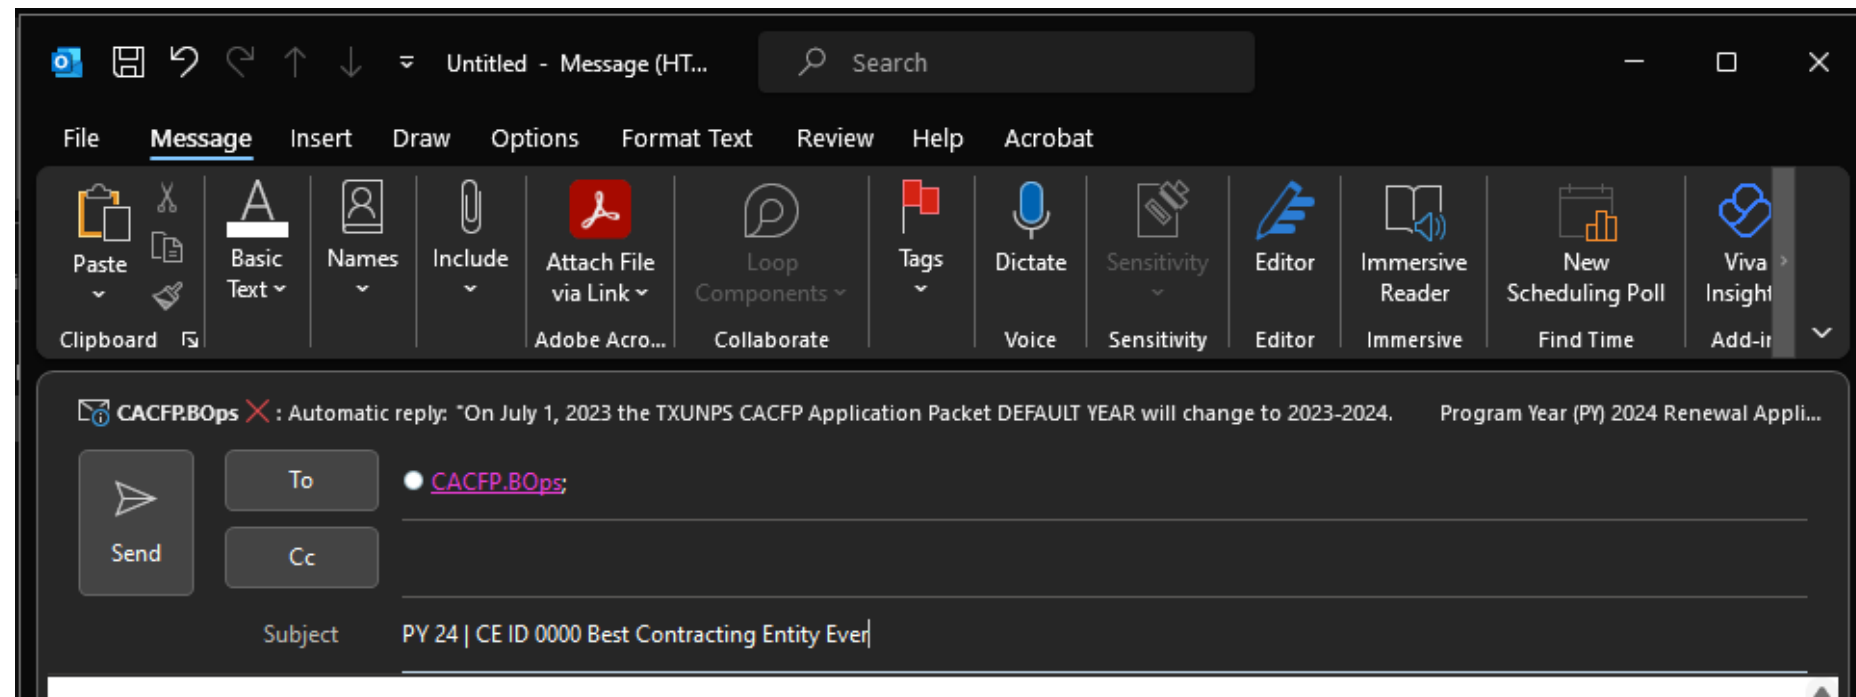 Untitled - Message (HT... Search
File Message Insert Draw Options Format Text Review Help Acrobat
Paste Basic Text Names Include Attach File via Link Loop Components Tags Dictate Sensitivity Editor Immersive Reader New Scheduling Poll Viva Insight
Clipboard Adobe Acro... Collaborate Voice Sensitivity Editor Immersive Find Time Add-in
CACFP.BOps : Automatic reply: "On July 1, 2023 the TXUNPS CACFP Application Packet DEFAULT YEAR will change to 2023-2024. Program Year (PY) 2024 Renewal Appli...
To CACFP.BOps;
Send
Cc
Subject PY 24 | CE ID 0000 Best Contracting Entity Ever